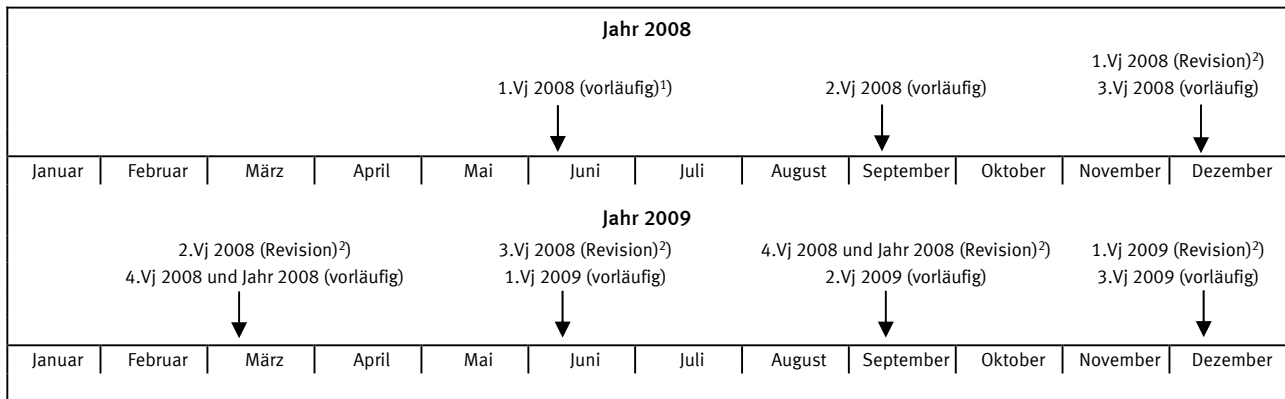 Jahr 2008
1.Vj 2008 (Revision)²)
1.Vj 2008 (vorläufig)¹) 2.Vj 2008 (vorläufig) 3.Vj 2008 (vorläufig)
Januar Februar März April Mai Juni Juli August September Oktober November Dezember
Jahr 2009
2.Vj 2008 (Revision)²) 3.Vj 2008 (Revision)²) 4.Vj 2008 und Jahr 2008 (Revision)²) 1.Vj 2009 (Revision)²)
4.Vj 2008 und Jahr 2008 (vorläufig) 1.Vj 2009 (vorläufig) 2.Vj 2009 (vorläufig) 3.Vj 2009 (vorläufig)
Januar Februar März April Mai Juni Juli August September Oktober November Dezember